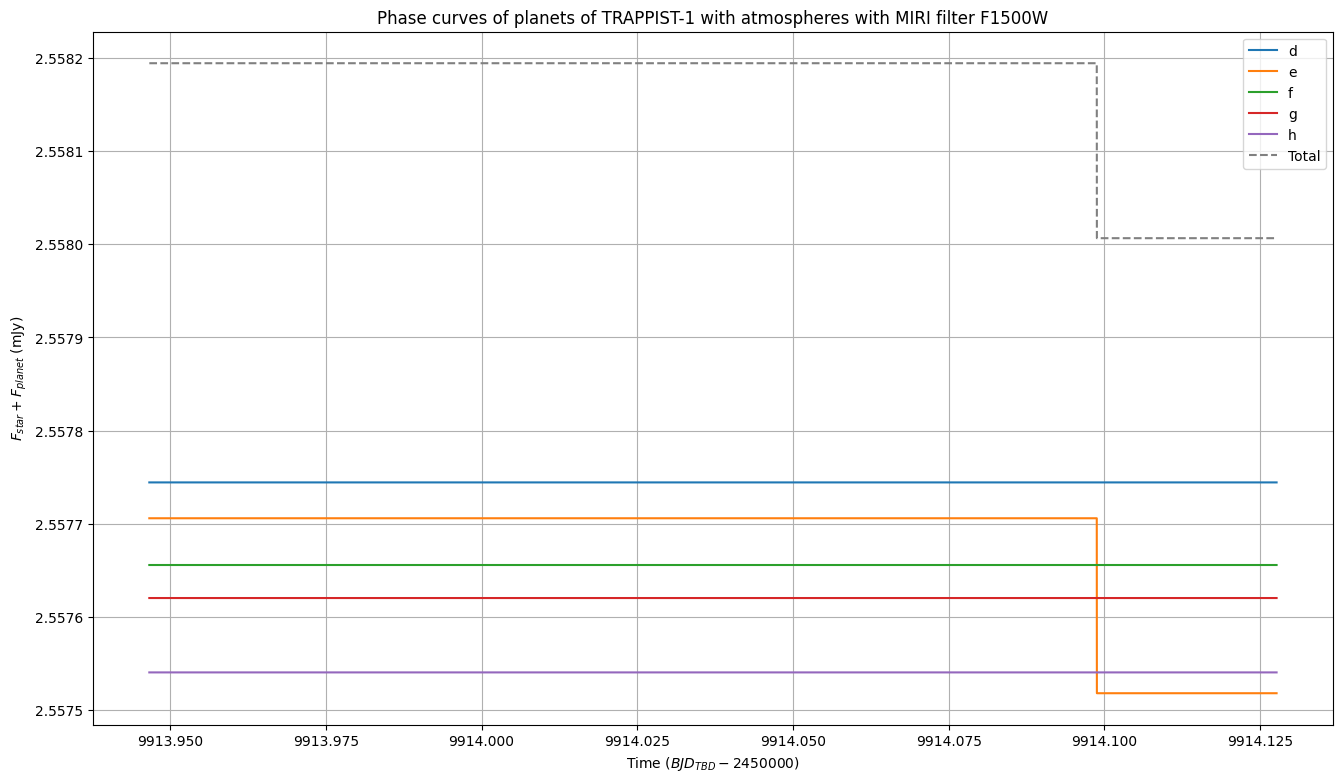 Phase curves of planets of TRAPPIST-1 with atmospheres with MIRI filter F1500W
d
e
f
g
h
Total
2.5582
2.5581
2.5580
2.5579
2.5578
2.5577
2.5576
2.5575
F_star + F_planet (mJy)
9913.950 9913.975 9914.000 9914.025 9914.050 9914.075 9914.100 9914.125
Time (BJD_TBD − 2450000)